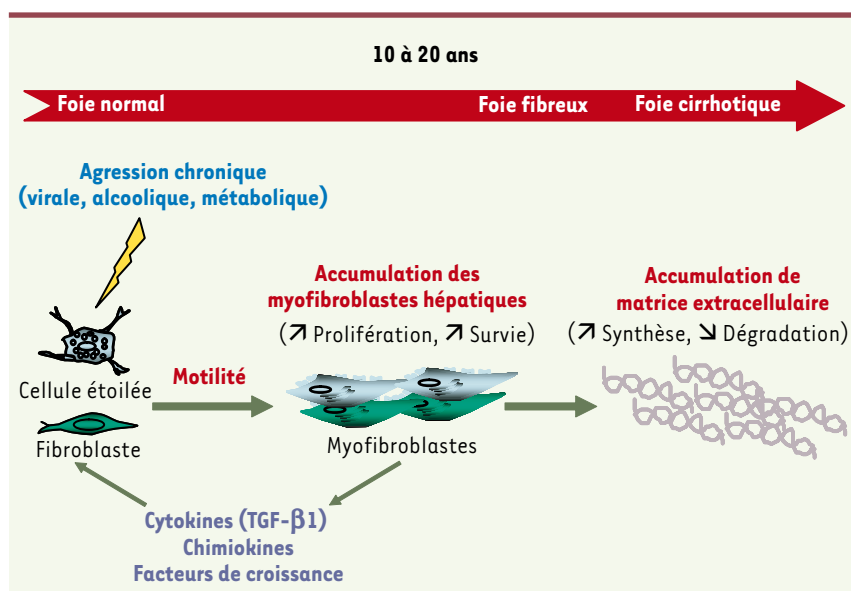 10 à 20 ans
Foie normal
Foie fibreux
Foie cirrhotique
Agression chronique
(virale, alcoolique, métabolique)
Accumulation des
myofibroblastes hépatiques
(↗ Prolifération, ↗ Survie)
Accumulation de
matrice extracellulaire
(↗ Synthèse, ↘ Dégradation)
Cellule étoilée
Motilité
Fibroblaste
Myofibroblastes
Cytokines (TGF-β1)
Chimiokines
Facteurs de croissance